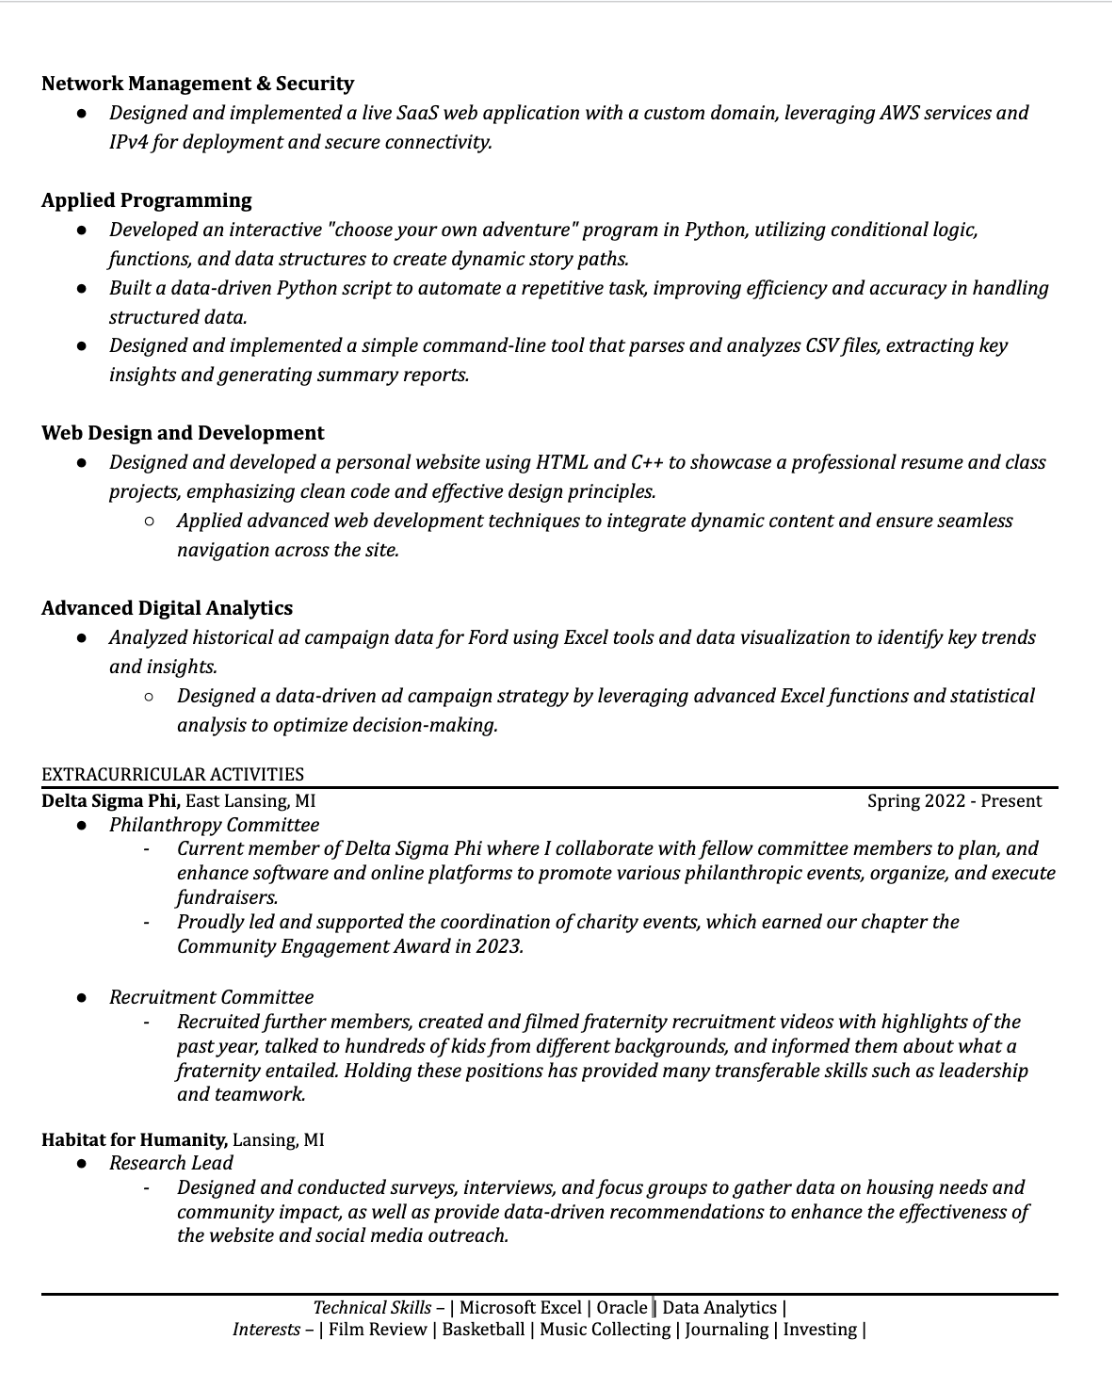 Network Management & Security
● Designed and implemented a live SaaS web application with a custom domain, leveraging AWS services and
IPv4 for deployment and secure connectivity.
Applied Programming
● Developed an interactive "choose your own adventure" program in Python, utilizing conditional logic,
functions, and data structures to create dynamic story paths.
● Built a data-driven Python script to automate a repetitive task, improving efficiency and accuracy in handling
structured data.
● Designed and implemented a simple command-line tool that parses and analyzes CSV files, extracting key
insights and generating summary reports.
Web Design and Development
● Designed and developed a personal website using HTML and C++ to showcase a professional resume and class
projects, emphasizing clean code and effective design principles.
○ Applied advanced web development techniques to integrate dynamic content and ensure seamless
navigation across the site.
Advanced Digital Analytics
● Analyzed historical ad campaign data for Ford using Excel tools and data visualization to identify key trends
and insights.
○ Designed a data-driven ad campaign strategy by leveraging advanced Excel functions and statistical
analysis to optimize decision-making.
EXTRACURRICULAR ACTIVITIES
Delta Sigma Phi, East Lansing, MI Spring 2022 - Present
● Philanthropy Committee
- Current member of Delta Sigma Phi where I collaborate with fellow committee members to plan, and
enhance software and online platforms to promote various philanthropic events, organize, and execute
fundraisers.
- Proudly led and supported the coordination of charity events, which earned our chapter the
Community Engagement Award in 2023.
● Recruitment Committee
- Recruited further members, created and filmed fraternity recruitment videos with highlights of the
past year, talked to hundreds of kids from different backgrounds, and informed them about what a
fraternity entailed. Holding these positions has provided many transferable skills such as leadership
and teamwork.
Habitat for Humanity, Lansing, MI
● Research Lead
- Designed and conducted surveys, interviews, and focus groups to gather data on housing needs and
community impact, as well as provide data-driven recommendations to enhance the effectiveness of
the website and social media outreach.
Technical Skills – | Microsoft Excel | Oracle | Data Analytics |
Interests – | Film Review | Basketball | Music Collecting | Journaling | Investing |